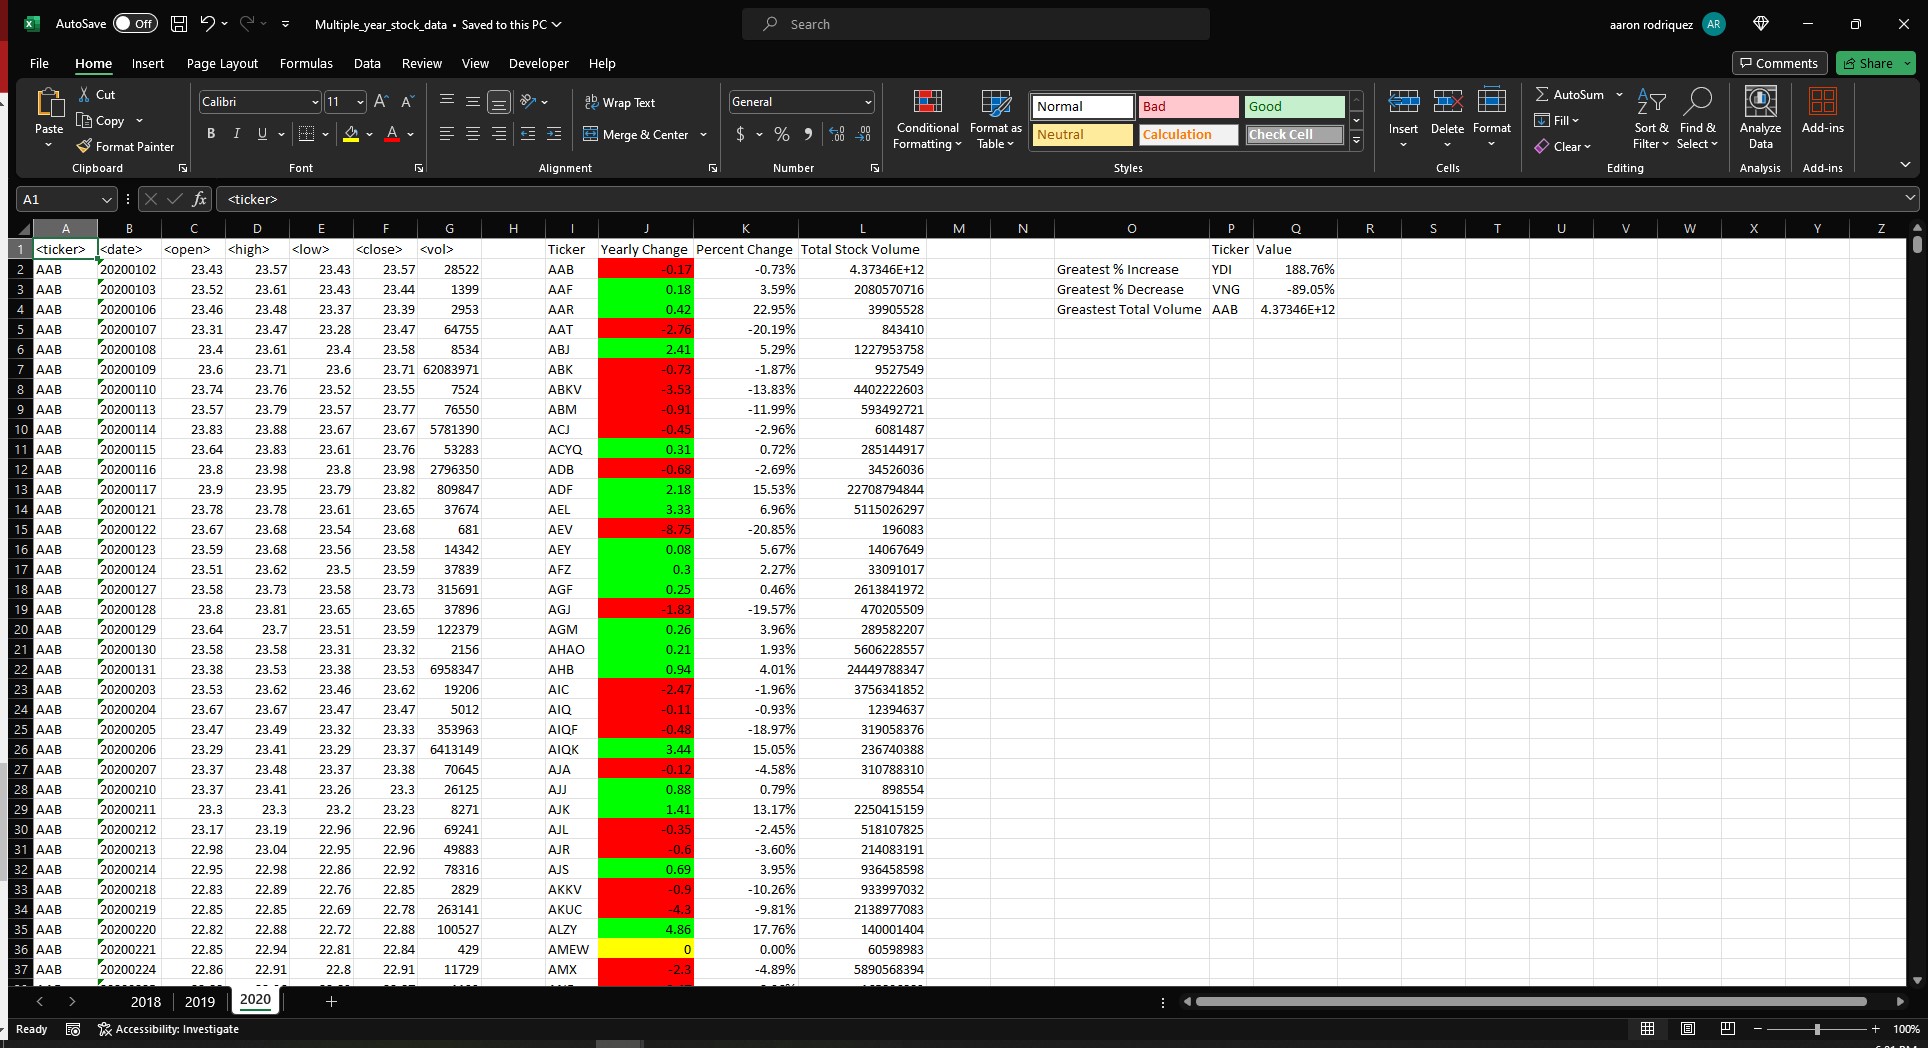 AutoSave Off Multiple_year_stock_data • Saved to this PC Search aaron rodriquez AR
File Home Insert Page Layout Formulas Data Review View Developer Help Comments Share
Cut Calibri 11 Wrap Text General Normal Bad Good AutoSum
Paste Copy Conditional Formatting Format as Table Insert Delete Format Fill Sort & Filter Find & Select Analyze Data Add-ins
Format Painter B I U A Merge & Center $ % Neutral Calculation Check Cell Clear
Clipboard Font Alignment Number Styles Cells Editing Analysis Add-ins
A1 fx <ticker>
A B C D E F G H I J K L M N O P Q R S T U V W X Y Z
1 <ticker> <date> <open> <high> <low> <close> <vol> Ticker Yearly Change Percent Change Total Stock Volume Ticker Value
2 AAB 20200102 23.43 23.57 23.43 23.57 28522 AAB -0.17 -0.73% 4.37346E+12 Greatest % Increase YDI 188.76%
3 AAB 20200103 23.52 23.61 23.43 23.44 1399 AAF 0.18 3.59% 2080570716 Greatest % Decrease VNG -89.05%
4 AAB 20200106 23.46 23.48 23.37 23.39 2953 AAR 0.42 22.95% 39905528 Greastest Total Volume AAB 4.37346E+12
5 AAB 20200107 23.31 23.47 23.28 23.47 64755 AAT -2.76 -20.19% 843410
6 AAB 20200108 23.4 23.61 23.4 23.58 8534 ABJ 2.41 5.29% 1227953758
7 AAB 20200109 23.6 23.71 23.6 23.71 62083971 ABK -0.73 -1.87% 9527549
8 AAB 20200110 23.74 23.76 23.52 23.55 7524 ABKV -3.53 -13.83% 4402222603
9 AAB 20200113 23.57 23.79 23.57 23.77 76550 ABM -0.91 -11.99% 593492721
10 AAB 20200114 23.83 23.88 23.67 23.67 5781390 ACJ -0.45 -2.96% 6081487
11 AAB 20200115 23.64 23.83 23.61 23.76 53283 ACYQ 0.31 0.72% 285144917
12 AAB 20200116 23.8 23.98 23.8 23.98 2796350 ADB -0.68 -2.69% 34526036
13 AAB 20200117 23.9 23.95 23.79 23.82 809847 ADF 2.18 15.53% 22708794844
14 AAB 20200121 23.78 23.78 23.61 23.65 37674 AEL 3.33 6.96% 5115026297
15 AAB 20200122 23.67 23.68 23.54 23.68 681 AEV -8.75 -20.85% 196083
16 AAB 20200123 23.59 23.68 23.56 23.58 14342 AEY 0.08 5.67% 14067649
17 AAB 20200124 23.51 23.62 23.5 23.59 37839 AFZ 0.3 2.27% 33091017
18 AAB 20200127 23.58 23.73 23.58 23.73 315691 AGF 0.25 0.46% 2613841972
19 AAB 20200128 23.8 23.81 23.65 23.65 37896 AGJ -1.83 -19.57% 470205509
20 AAB 20200129 23.64 23.7 23.51 23.59 122379 AGM 0.26 3.96% 289582207
21 AAB 20200130 23.58 23.58 23.31 23.32 2156 AHAO 0.21 1.93% 5606228557
22 AAB 20200131 23.38 23.53 23.38 23.53 6958347 AHB 0.94 4.01% 24449788347
23 AAB 20200203 23.53 23.62 23.46 23.62 19206 AIC -2.47 -1.96% 3756341852
24 AAB 20200204 23.67 23.67 23.47 23.47 5012 AIQ -0.11 -0.93% 12394637
25 AAB 20200205 23.47 23.49 23.32 23.33 353963 AIQF -0.48 -18.97% 319058376
26 AAB 20200206 23.29 23.41 23.29 23.37 6413149 AIQK 3.44 15.05% 236740388
27 AAB 20200207 23.37 23.48 23.37 23.38 70645 AJA -0.12 -4.58% 310788310
28 AAB 20200210 23.37 23.41 23.26 23.3 26125 AJJ 0.88 0.79% 898554
29 AAB 20200211 23.3 23.3 23.2 23.23 8271 AJK 1.41 13.17% 2250415159
30 AAB 20200212 23.17 23.19 22.96 22.96 69241 AJL -0.35 -2.45% 518107825
31 AAB 20200213 22.98 23.04 22.95 22.96 49883 AJR -0.6 -3.60% 214083191
32 AAB 20200214 22.95 22.98 22.86 22.92 78316 AJS 0.69 3.95% 936458598
33 AAB 20200218 22.83 22.89 22.76 22.85 2829 AKKV -0.9 -10.26% 933997032
34 AAB 20200219 22.85 22.85 22.69 22.78 263141 AKUC -4.3 -9.81% 2138977083
35 AAB 20200220 22.82 22.88 22.72 22.88 100527 ALZY 4.86 17.76% 140001404
36 AAB 20200221 22.85 22.94 22.81 22.84 429 AMEW 0 0.00% 60598983
37 AAB 20200224 22.86 22.91 22.8 22.91 11729 AMX -2.3 -4.89% 5890568394
2018 2019 2020
Ready Accessibility: Investigate 100%